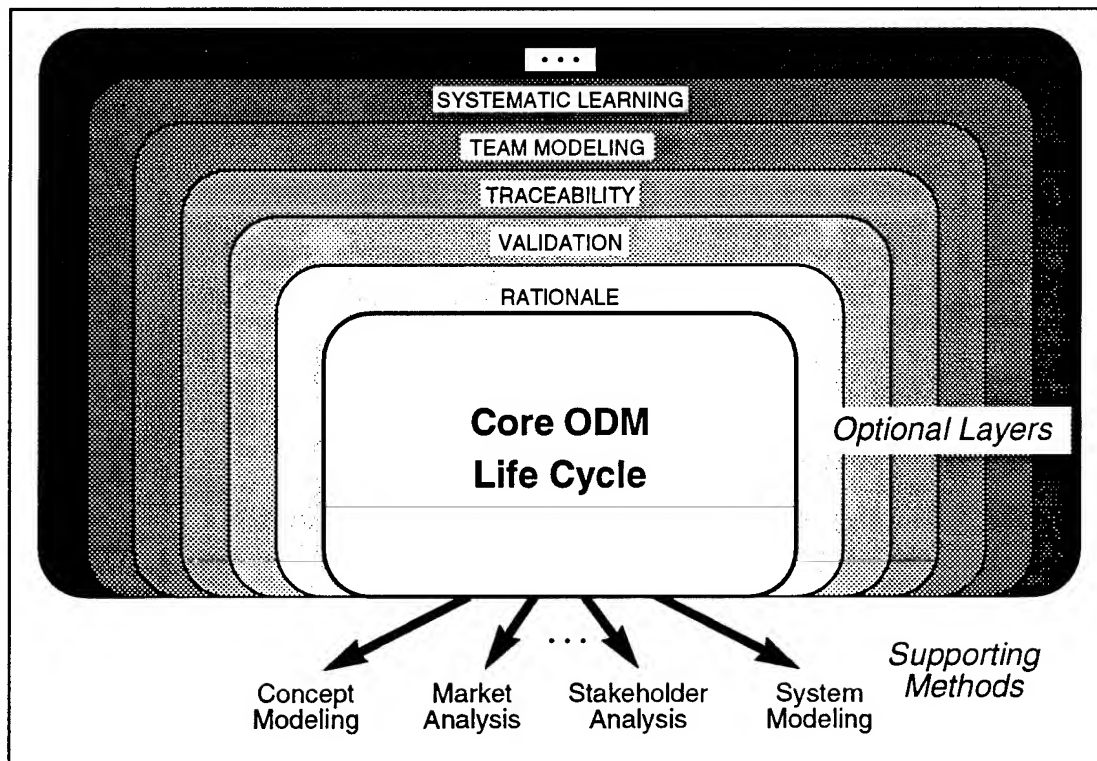 ...
SYSTEMATIC LEARNING
TEAM MODELING
TRACEABILITY
VALIDATION
RATIONALE
Core ODM
Life Cycle
Optional Layers
...
Supporting
Methods
Concept
Modeling
Market
Analysis
Stakeholder
Analysis
System
Modeling